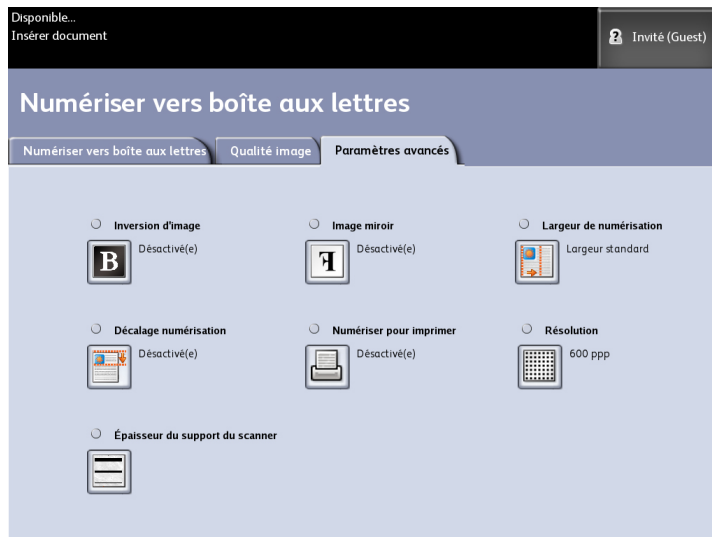 Disponible...
Insérer document
Invité (Guest)
Numériser vers boîte aux lettres
Numériser vers boîte aux lettres
Qualité image
Paramètres avancés
Inversion d'image
Désactivé(e)
B
Image miroir
Désactivé(e)
Largeur de numérisation
Largeur standard
Décalage numérisation
Désactivé(e)
Numériser pour imprimer
Désactivé(e)
Résolution
600 ppp
Épaisseur du support du scanner